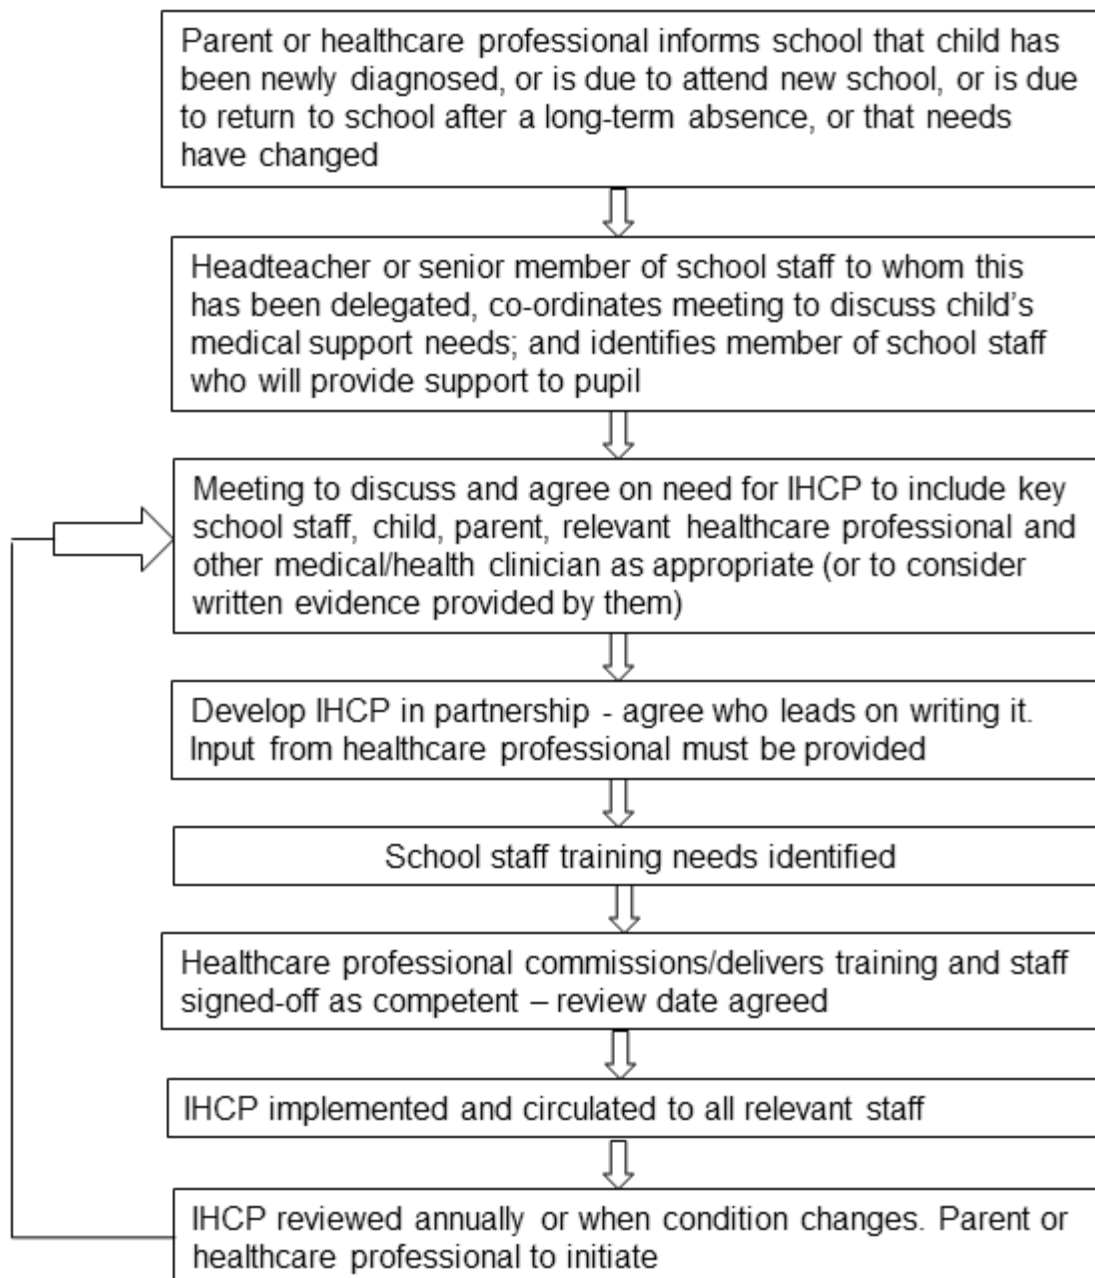 Parent or healthcare professional informs school that child has
been newly diagnosed, or is due to attend new school, or is due
to return to school after a long-term absence, or that needs
have changed
Headteacher or senior member of school staff to whom this
has been delegated, co-ordinates meeting to discuss child's
medical support needs; and identifies member of school staff
who will provide support to pupil
Meeting to discuss and agree on need for IHCP to include key
school staff, child, parent, relevant healthcare professional and
other medical/health clinician as appropriate (or to consider
written evidence provided by them)
Develop IHCP in partnership - agree who leads on writing it.
Input from healthcare professional must be provided
School staff training needs identified
Healthcare professional commissions/delivers training and staff
signed-off as competent – review date agreed
IHCP implemented and circulated to all relevant staff
IHCP reviewed annually or when condition changes. Parent or
healthcare professional to initiate